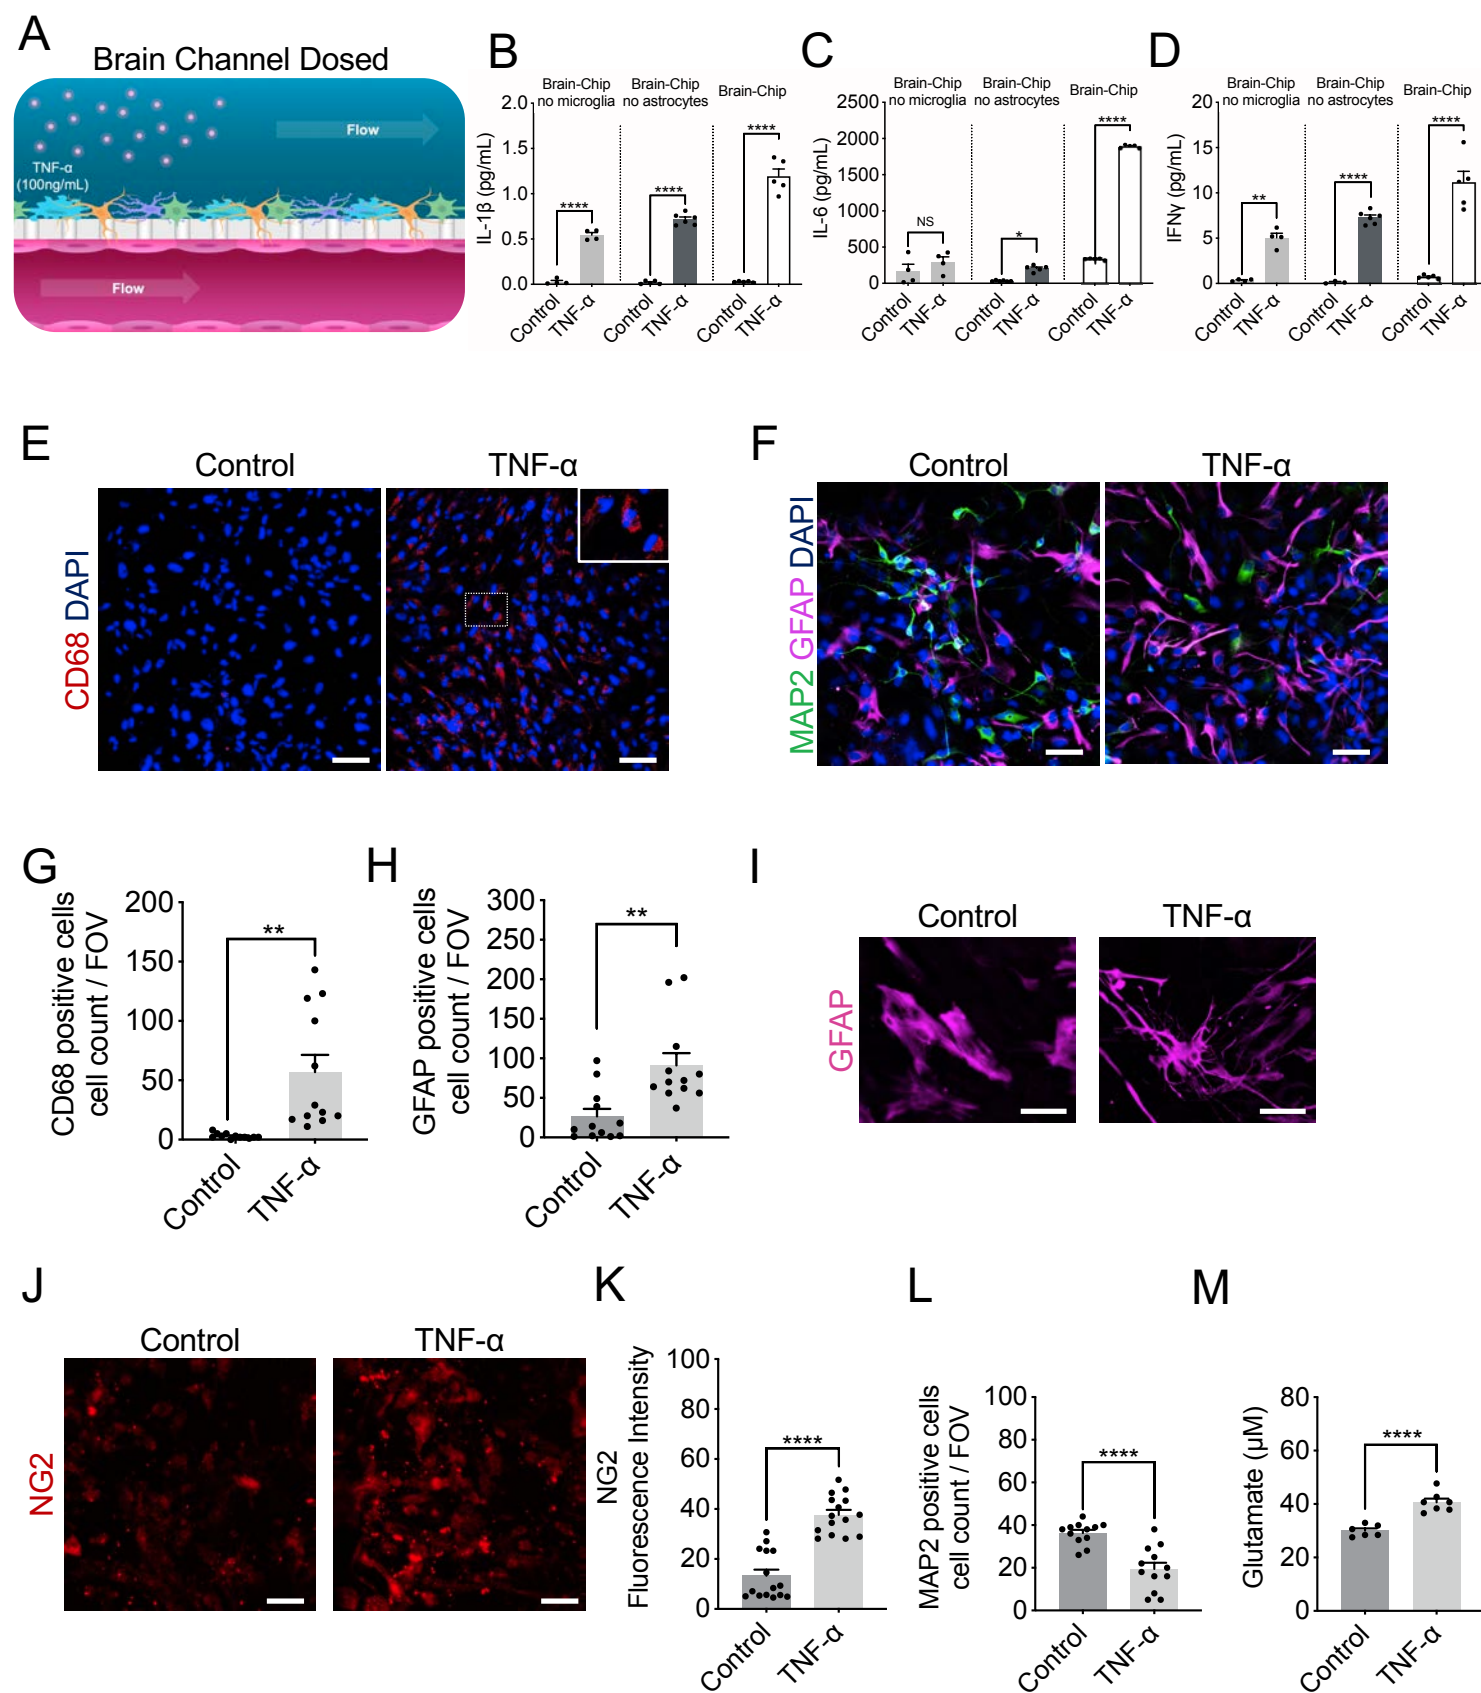 A
Brain Channel Dosed
TNF-α
(100ng/mL)
Flow
Flow
B
Brain-Chip
no microglia
Brain-Chip
no astrocytes
Brain-Chip
IL-1β (pg/mL)
2.0
1.5
1.0
0.5
0.0
****
****
****
Control
TNF-α
Control
TNF-α
Control
TNF-α
C
Brain-Chip
no microglia
Brain-Chip
no astrocytes
Brain-Chip
IL-6 (pg/mL)
2500
2000
1500
1000
500
0
NS
*
****
Control
TNF-α
Control
TNF-α
Control
TNF-α
D
Brain-Chip
no microglia
Brain-Chip
no astrocytes
Brain-Chip
IFNγ (pg/mL)
20
15
10
5
0
**
****
****
Control
TNF-α
Control
TNF-α
Control
TNF-α
E
Control
TNF-α
CD68 DAPI
F
Control
TNF-α
MAP2 GFAP DAPI
G
CD68 positive cells
cell count / FOV
200
150
100
50
0
**
Control
TNF-α
H
GFAP positive cells
cell count / FOV
300
250
200
150
100
50
0
**
Control
TNF-α
I
Control
TNF-α
GFAP
J
Control
TNF-α
NG2
K
NG2
Fluorescence Intensity
100
80
60
40
20
0
****
Control
TNF-α
L
MAP2 positive cells
cell count / FOV
100
80
60
40
20
0
****
Control
TNF-α
M
Glutamate (µM)
80
60
40
20
0
****
Control
TNF-α